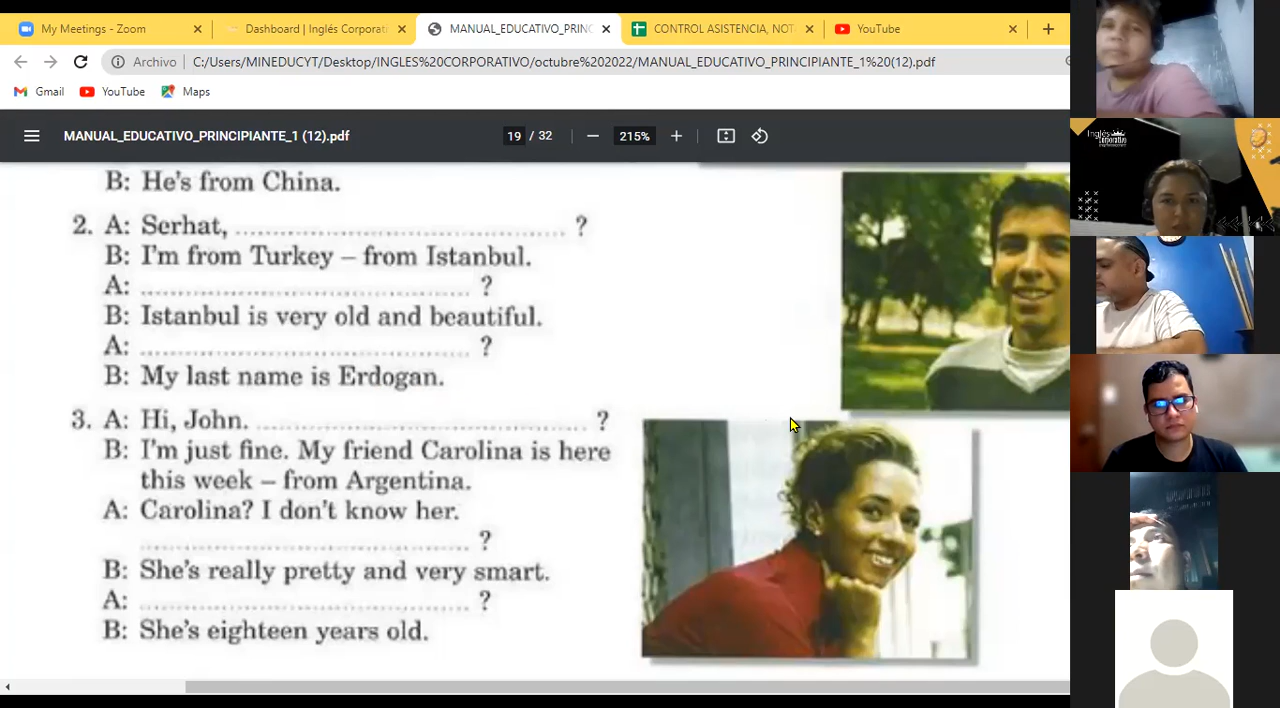 My Meetings - Zoom
Dashboard | Inglés Corporati
MANUAL_EDUCATIVO_PRINC
CONTROL ASISTENCIA, NOT
YouTube
Archivo
C:/Users/MINEDUCYT/Desktop/INGLES%20CORPORATIVO/octubre%202022/MANUAL_EDUCATIVO_PRINCIPIANTE_1%20(12).pdf
Gmail
YouTube
Maps
MANUAL_EDUCATIVO_PRINCIPIANTE_1 (12).pdf
19 / 32
215%
B: He's from China.
2. A: Serhat, ........................................ ?
B: I'm from Turkey – from Istanbul.
A: ........................................ ?
B: Istanbul is very old and beautiful.
A: ........................................ ?
B: My last name is Erdogan.
3. A: Hi, John. ........................................ ?
B: I'm just fine. My friend Carolina is here
this week – from Argentina.
A: Carolina? I don't know her.
........................................ ?
B: She's really pretty and very smart.
A: ........................................ ?
B: She's eighteen years old.
Inglés
Corporativo